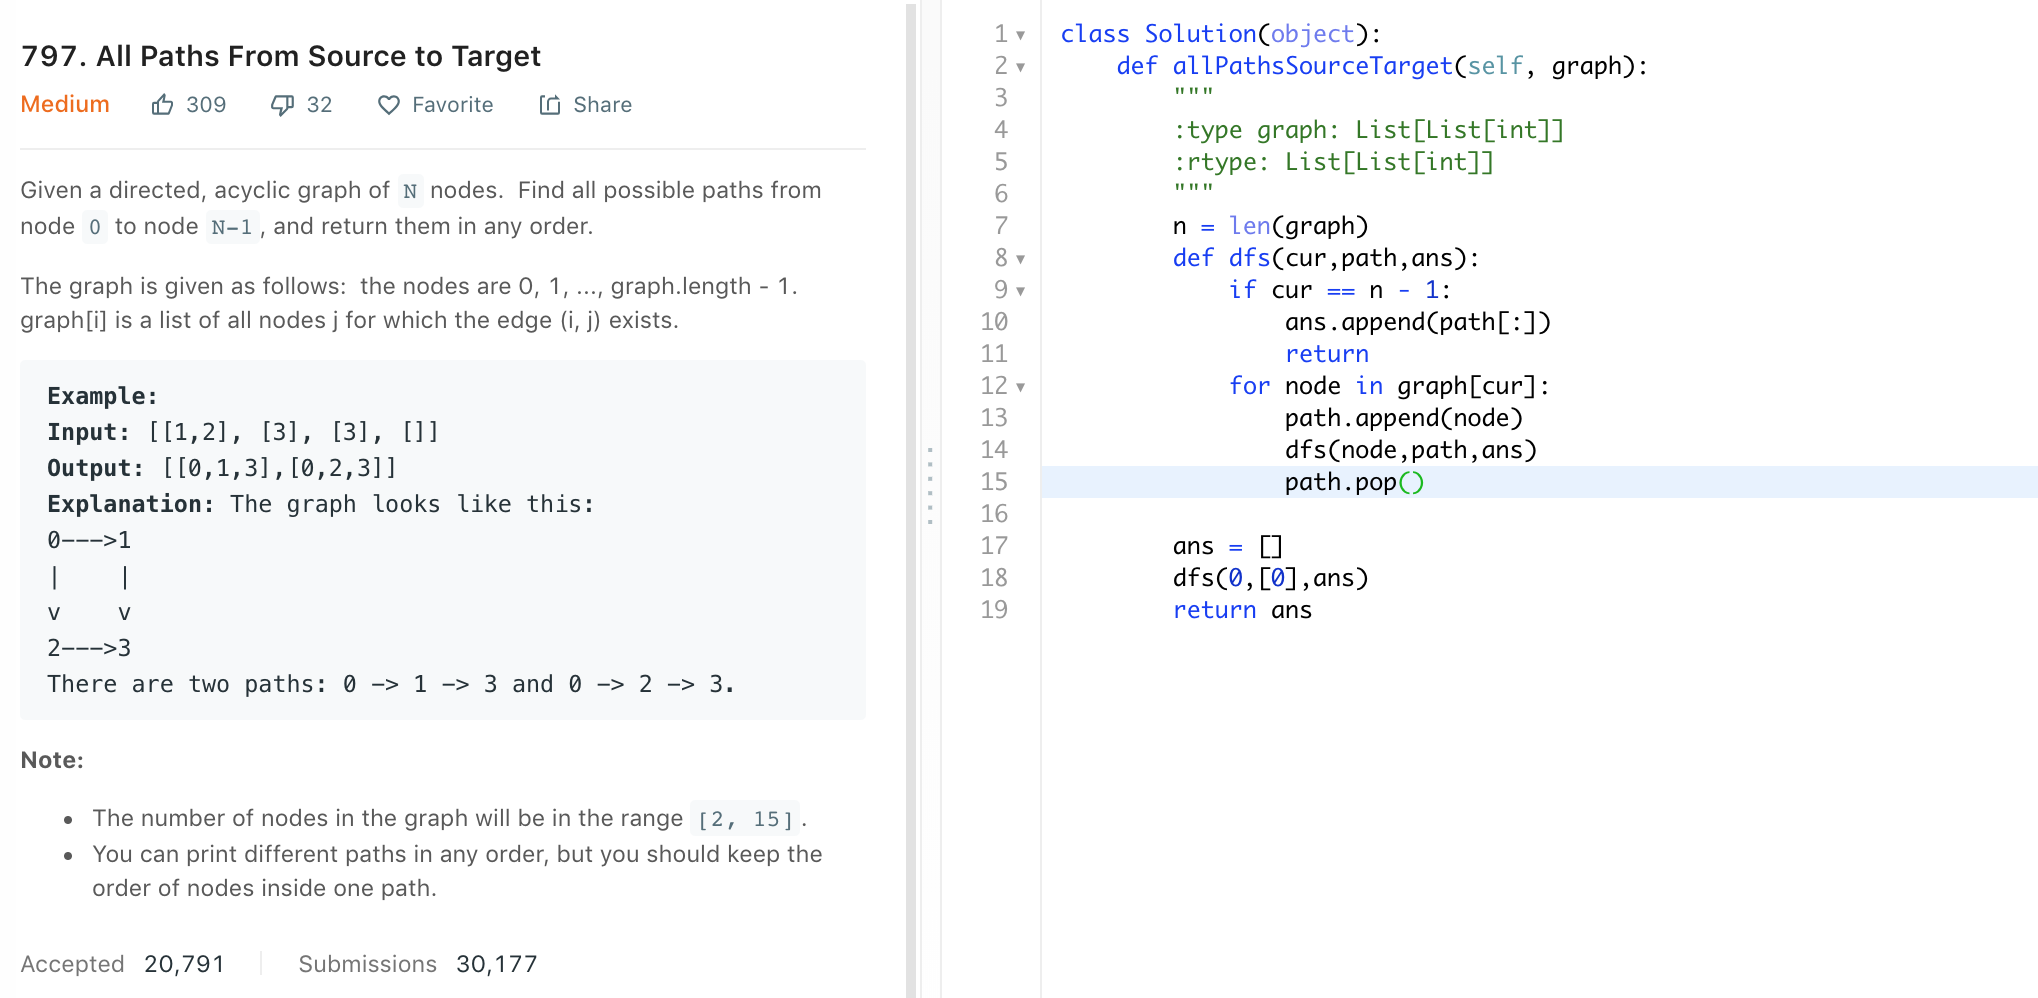 797. All Paths From Source to Target
Medium 309 32 Favorite Share
Given a directed, acyclic graph of N nodes.  Find all possible paths from
node 0 to node N-1, and return them in any order.
The graph is given as follows:  the nodes are 0, 1, ..., graph.length - 1.
graph[i] is a list of all nodes j for which the edge (i, j) exists.
Example:
Input: [[1,2], [3], [3], []]
Output: [[0,1,3],[0,2,3]]
Explanation: The graph looks like this:
0--->1
|    |
v    v
2--->3
There are two paths: 0 -> 1 -> 3 and 0 -> 2 -> 3.
Note:
• The number of nodes in the graph will be in the range [2, 15].
• You can print different paths in any order, but you should keep the
order of nodes inside one path.
Accepted 20,791 Submissions 30,177
1 class Solution(object):
2     def allPathsSourceTarget(self, graph):
3         """
4         :type graph: List[List[int]]
5         :rtype: List[List[int]]
6         """
7         n = len(graph)
8         def dfs(cur,path,ans):
9             if cur == n - 1:
10                 ans.append(path[:])
11                 return
12             for node in graph[cur]:
13                 path.append(node)
14                 dfs(node,path,ans)
15                 path.pop()
16
17         ans = []
18         dfs(0,[0],ans)
19         return ans